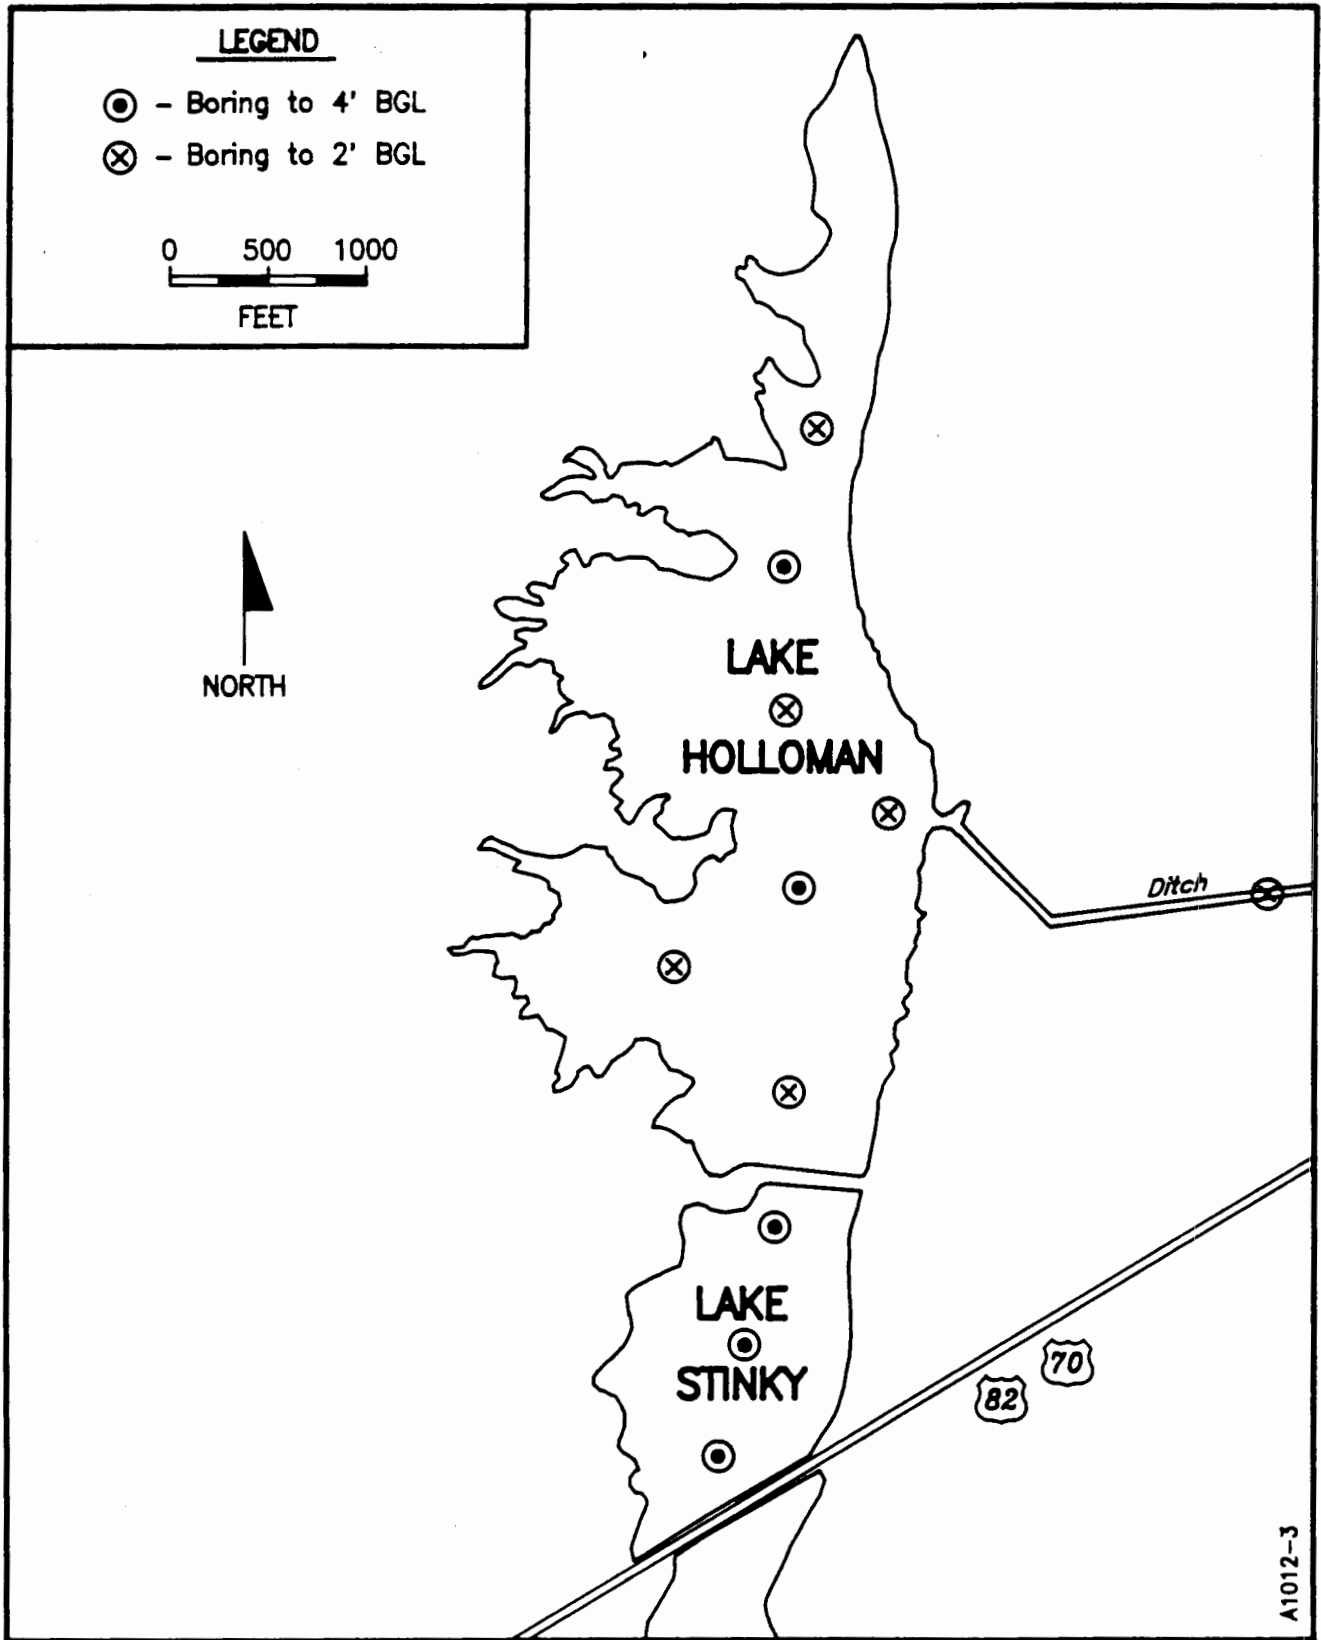 LEGEND
- Boring to 4' BGL
- Boring to 2' BGL
0 500 1000
FEET
NORTH
LAKE
HOLLOMAN
Ditch
LAKE
STINKY
70
82
A1012-3